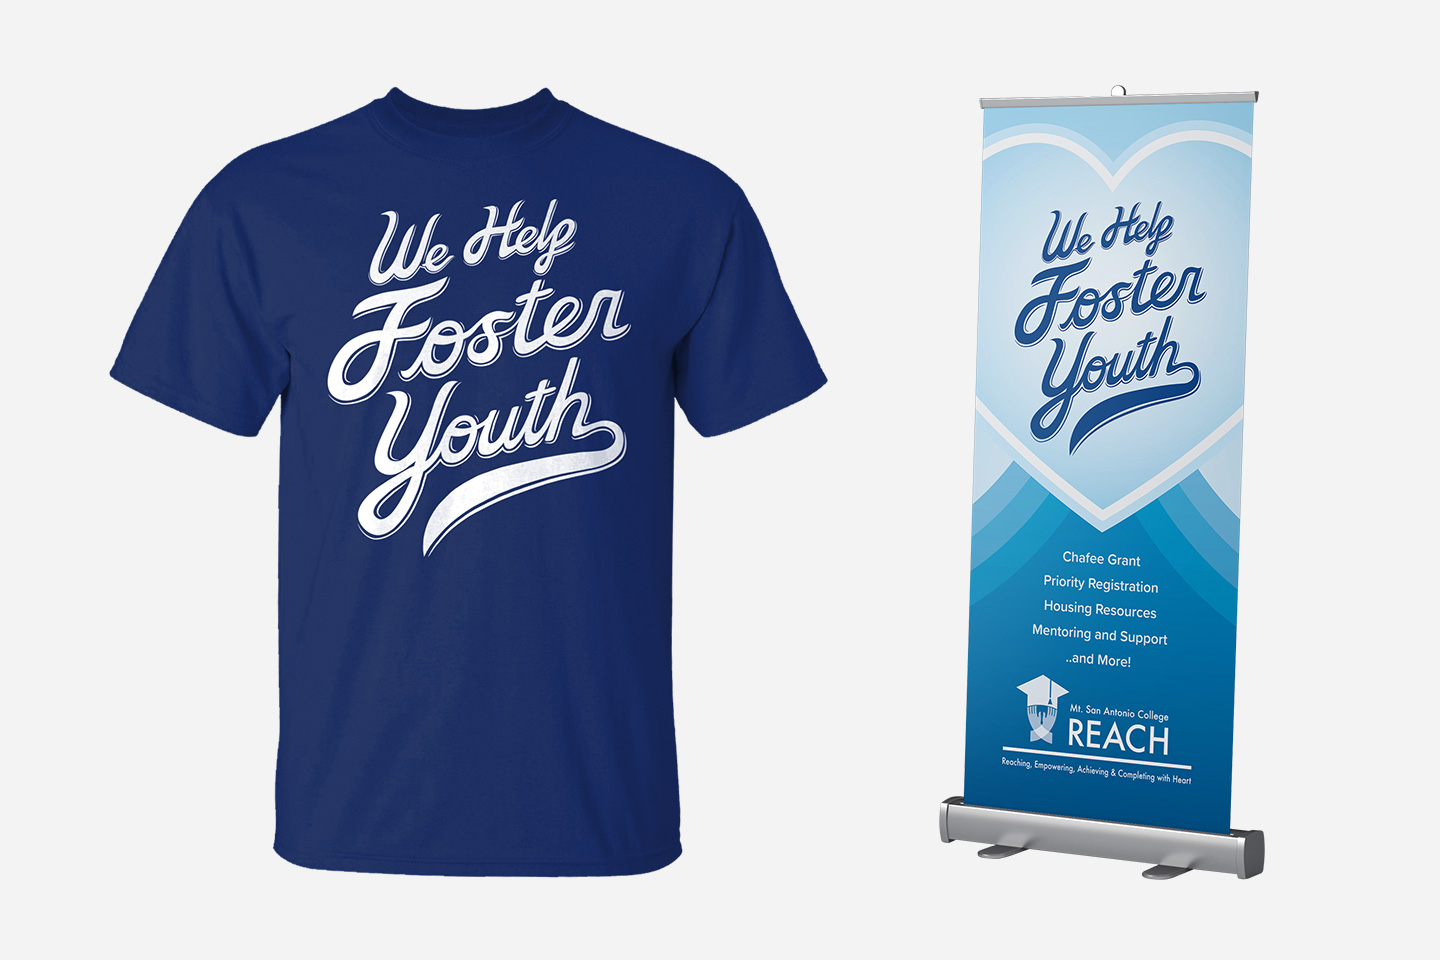 We Help
Foster
Youth
We Help
Foster
Youth
Chafee Grant
Priority Registration
Housing Resources
Mentoring and Support
..and More!
Mt. San Antonio College
REACH
Reaching, Empowering, Achieving & Completing with Heart